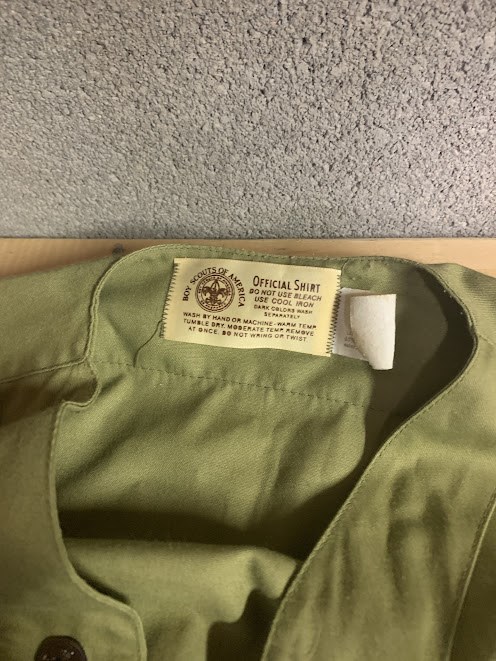 BOY SCOUTS OF AMERICA
OFFICIAL SHIRT
DO NOT USE BLEACH
USE COOL IRON
DARK COLORS WASH
SEPARATELY
WASH BY HAND OR MACHINE-WARM TEMP.
TUMBLE DRY. MODERATE TEMP. REMOVE
AT ONCE. DO NOT WRING OR TWIST.